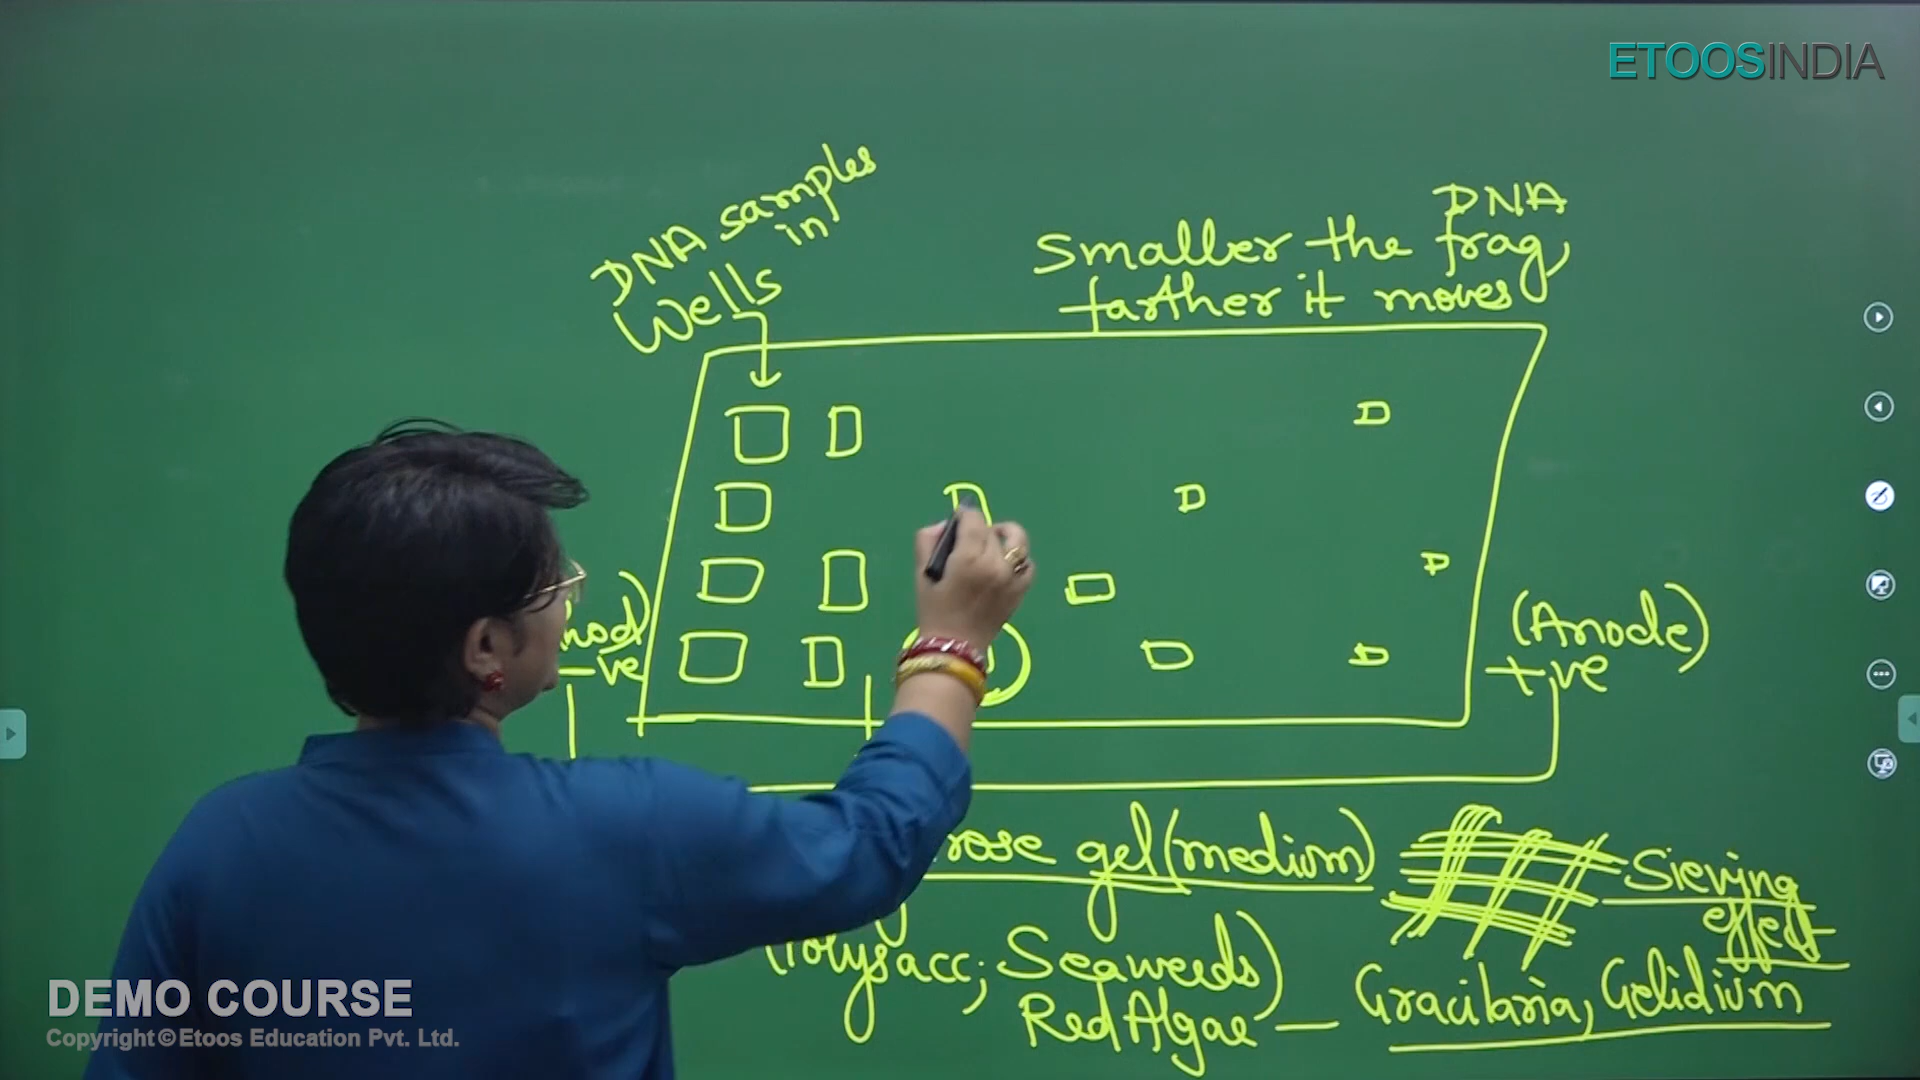 ETOOSINDIA
DNA samples
in
Wells
DNA
Smaller the frag,
farther it moves
-ve
(Anode)
+ve
gel (medium)
Sieving
effect
(Polysacc; Seaweeds)
Red Algae — Gracilaria, Gelidium
DEMO COURSE
Copyright © Etoos Education Pvt. Ltd.